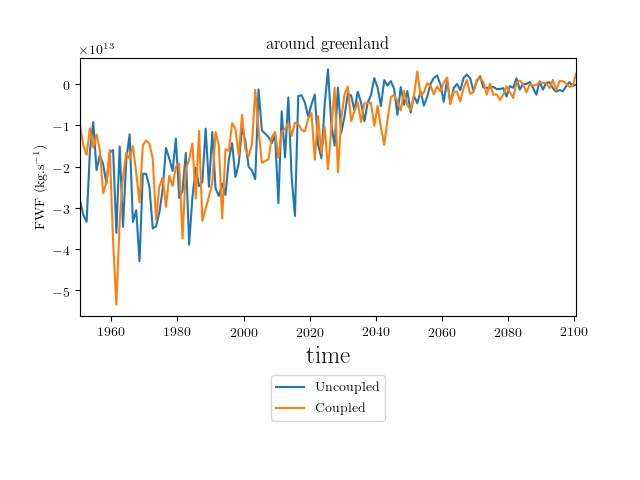 around greenland
×10¹³
0
−1
−2
−3
−4
−5
FWF (kg.s⁻¹)
1960 1980 2000 2020 2040 2060 2080 2100
time
Uncoupled
Coupled